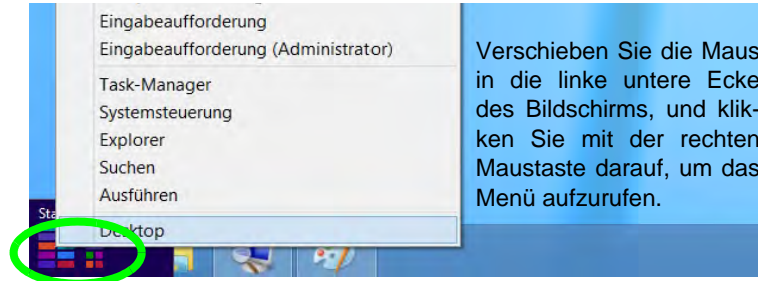 Eingabeaufforderung
Eingabeaufforderung (Administrator)
Task-Manager
Systemsteuerung
Explorer
Suchen
Ausführen
Desktop
Verschieben Sie die Maus
in die linke untere Ecke
des Bildschirms, und klik-
ken Sie mit der rechten
Maustaste darauf, um das
Menü aufzurufen.